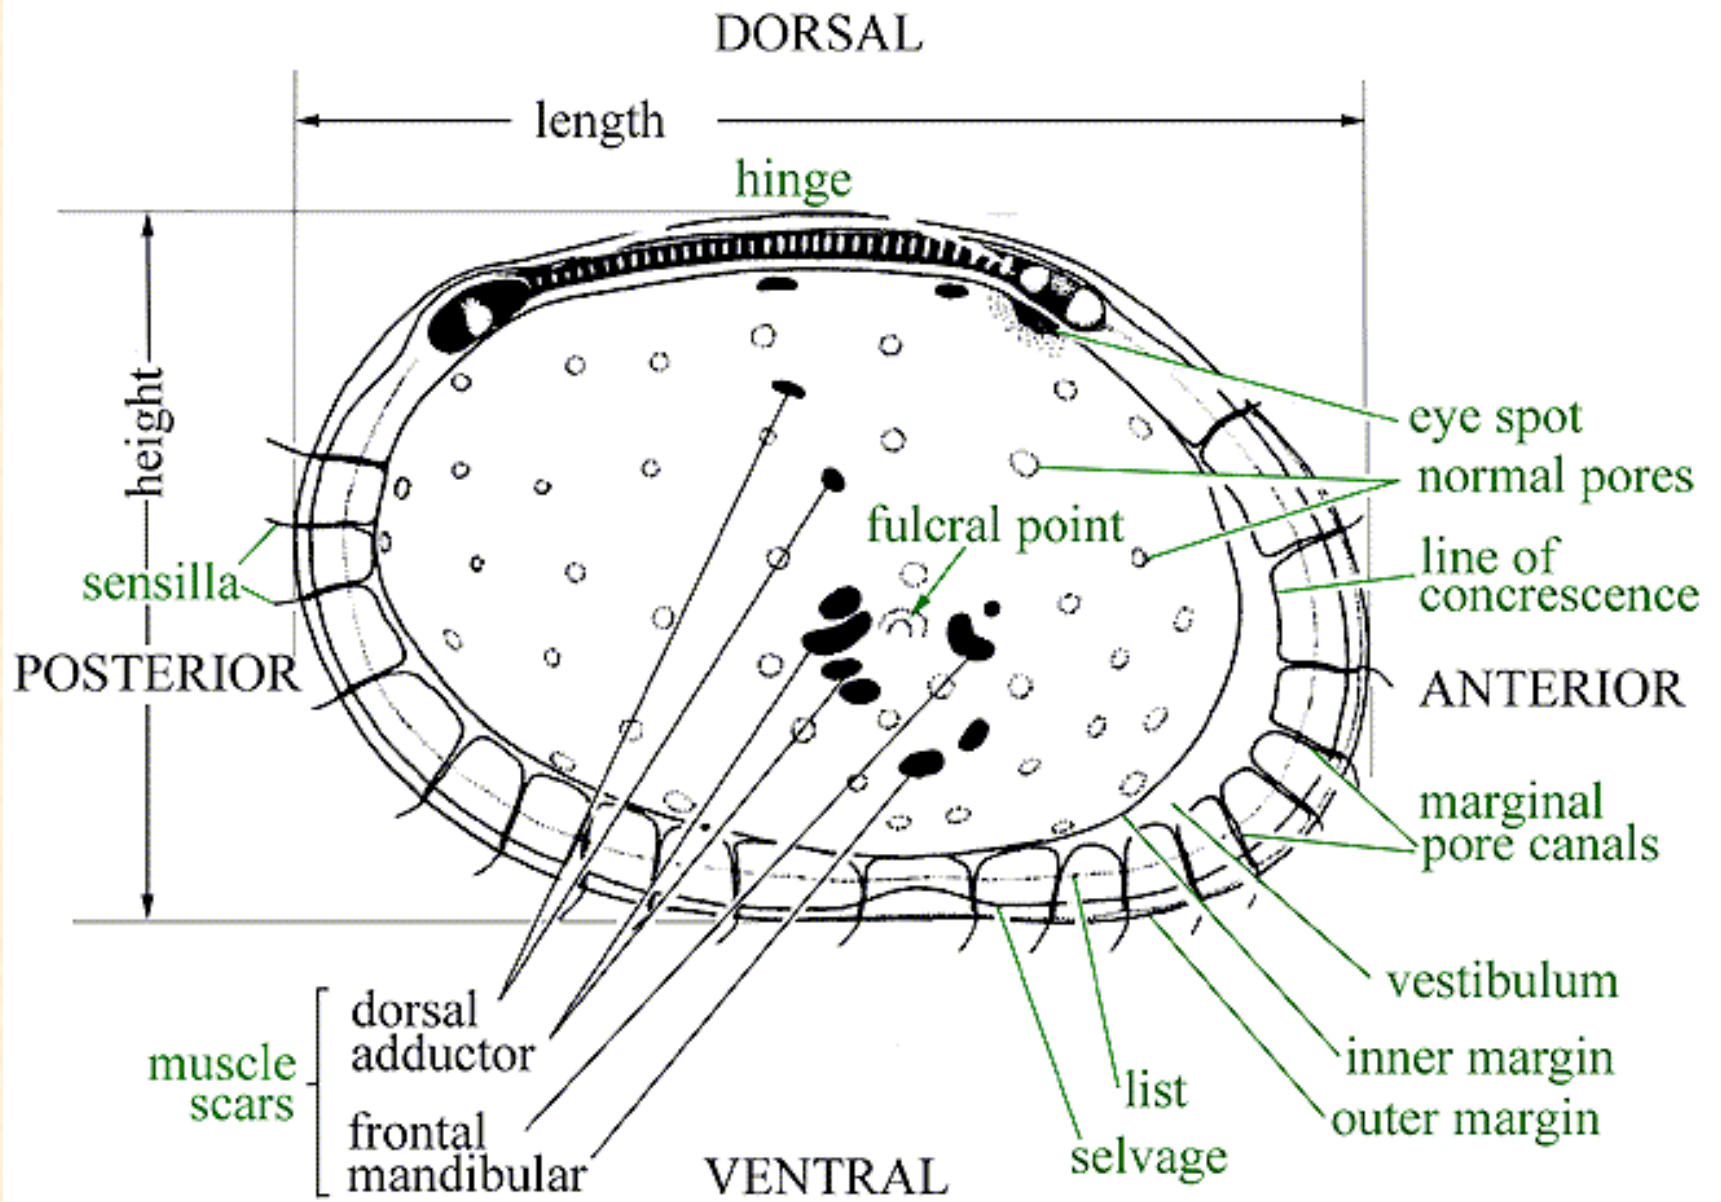 DORSAL
length
hinge
height
eye spot
normal pores
fulcral point
line of
concrescence
sensilla
POSTERIOR
ANTERIOR
marginal
pore canals
vestibulum
dorsal
adductor
muscle
scars
inner margin
list
outer margin
frontal
mandibular
selvage
VENTRAL